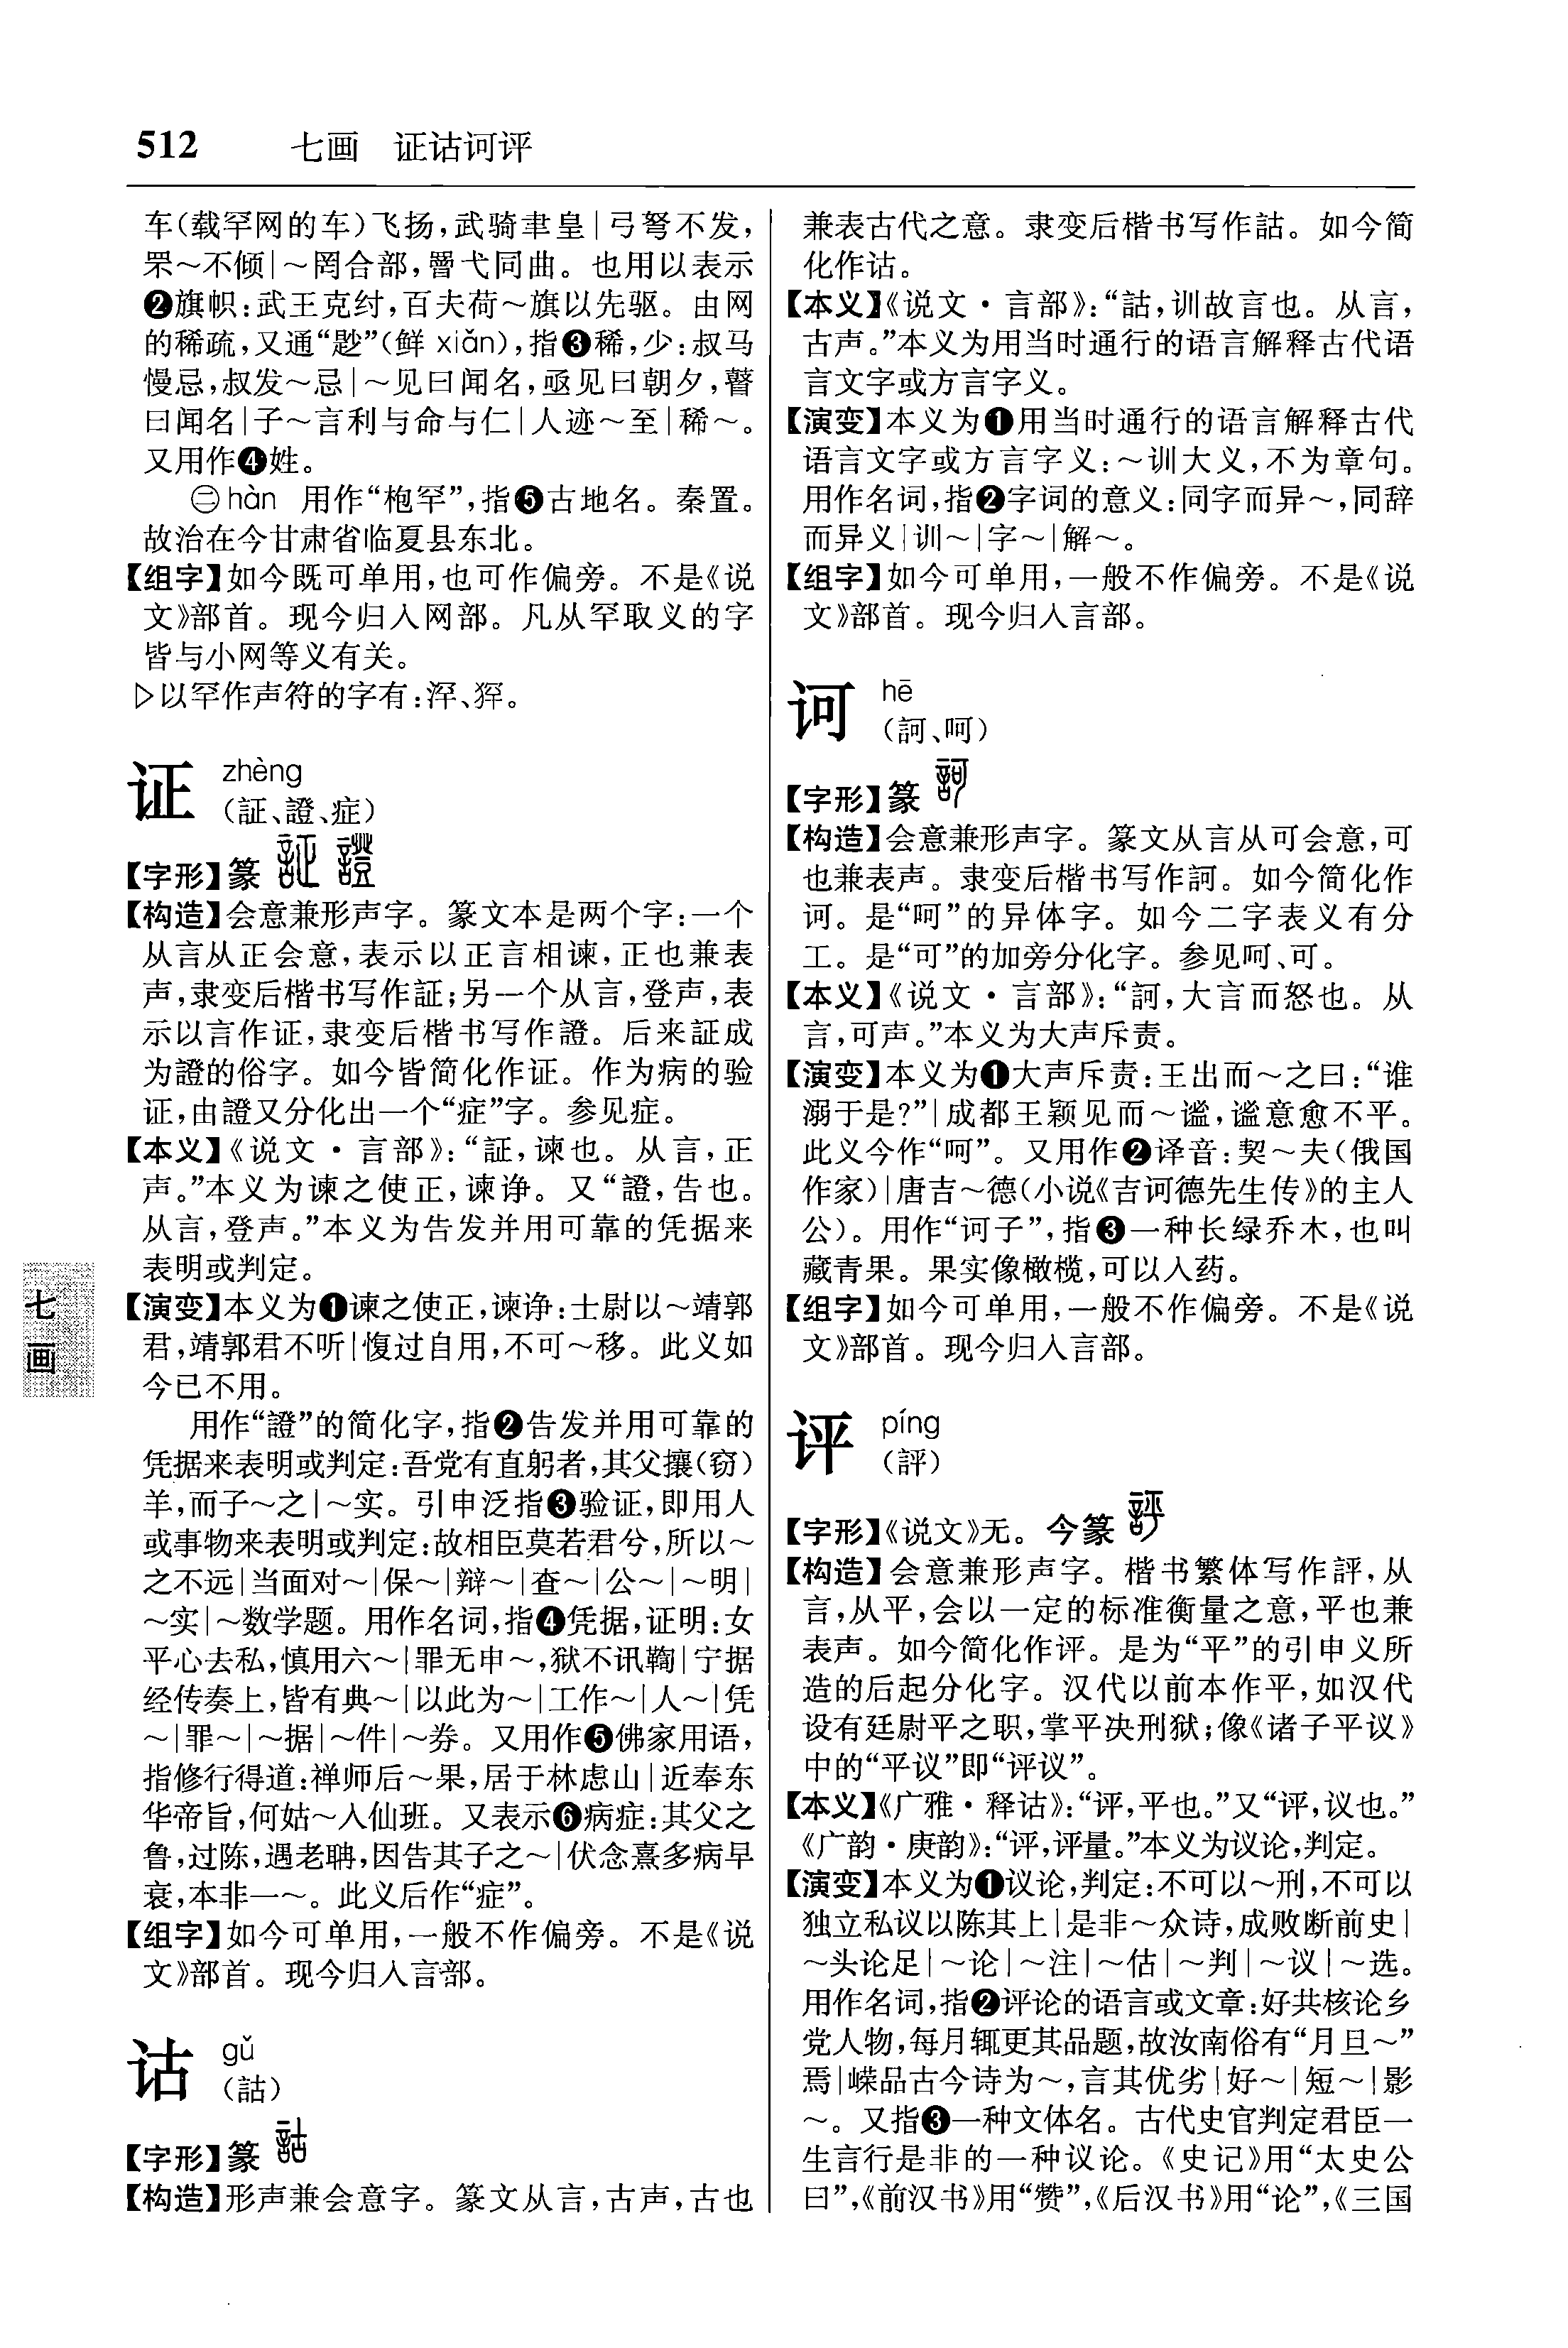 512 七画 证诂诃评
车(载罕网的车)飞扬,武骑聿皇|弓弩不发,
罘～不倾|～罔合部,罾弋同曲。也用以表示
❷旗帜:武王克纣,百夫荷～旗以先驱。由网
的稀疏,又通“尟”(鲜 xiǎn),指❸稀,少:叔马
慢忌,叔发～忌|～见曰闻名,亟见曰朝夕,瞽
曰闻名|子～言利与命与仁|人迹～至|稀～。
又用作❹姓。
㊁hàn 用作“枹罕”,指❺古地名。秦置。
故治在今甘肃省临夏县东北。
【组字】如今既可单用,也可作偏旁。不是《说
文》部首。现今归入网部。凡从罕取义的字
皆与小网等义有关。
▷以罕作声符的字有:浫、㺔。
证 zhèng
(証、證、症)
【字形】篆 証 證
【构造】会意兼形声字。篆文本是两个字:一个
从言从正会意,表示以正言相谏,正也兼表
声,隶变后楷书写作証;另一个从言,登声,表
示以言作证,隶变后楷书写作證。后来証成
为證的俗字。如今皆简化作证。作为病的验
证,由證又分化出一个“症”字。参见症。
【本义】《说文·言部》:“証,谏也。从言,正
声。”本义为谏之使正,谏诤。又“證,告也。
从言,登声。”本义为告发并用可靠的凭据来
表明或判定。
【演变】本义为❶谏之使正,谏诤:士尉以～靖郭
君,靖郭君不听|愎过自用,不可～移。此义如
今已不用。
用作“證”的简化字,指❷告发并用可靠的
凭据来表明或判定:吾党有直躬者,其父攘(窃)
羊,而子～之|～实。引申泛指❸验证,即用人
或事物来表明或判定:故相臣莫若君兮,所以～
之不远|当面对～|保～|辩～|查～|公～|～明|
～实|～数学题。用作名词,指❹凭据,证明:女
平心去私,慎用六～|罪无申～,狱不讯鞫|宁据
经传奏上,皆有典～|以此为～|工作～|人～|凭
～|罪～|～据|～件|～券。又用作❺佛家用语,
指修行得道:禅师后～果,居于林虑山|近奉东
华帝旨,何姑～入仙班。又表示❻病症:其父之
鲁,过陈,遇老聃,因告其子之～|伏念熹多病早
衰,本非一～。此义后作“症”。
【组字】如今可单用,一般不作偏旁。不是《说
文》部首。现今归入言部。
诂 gǔ
(詁)
【字形】篆 詁
【构造】形声兼会意字。篆文从言,古声,古也
兼表古代之意。隶变后楷书写作詁。如今简
化作诂。
【本义】《说文·言部》:“詁,训故言也。从言,
古声。”本义为用当时通行的语言解释古代语
言文字或方言字义。
【演变】本义为❶用当时通行的语言解释古代
语言文字或方言字义:～训大义,不为章句。
用作名词,指❷字词的意义:同字而异～,同辞
而异义|训～|字～|解～。
【组字】如今可单用,一般不作偏旁。不是《说
文》部首。现今归入言部。
诃 hē
(訶、呵)
【字形】篆 訶
【构造】会意兼形声字。篆文从言从可会意,可
也兼表声。隶变后楷书写作訶。如今简化作
诃。是“呵”的异体字。如今二字表义有分
工。是“可”的加旁分化字。参见呵、可。
【本义】《说文·言部》:“訶,大言而怒也。从
言,可声。”本义为大声斥责。
【演变】本义为❶大声斥责:王出而～之曰:“谁
溺于是?”|成都王颖见而～谧,谧意愈不平。
此义今作“呵”。又用作❷译音:契～夫(俄国
作家)|唐吉～德(小说《吉诃德先生传》的主人
公)。用作“诃子”,指❸一种长绿乔木,也叫
藏青果。果实像橄榄,可以入药。
【组字】如今可单用,一般不作偏旁。不是《说
文》部首。现今归入言部。
评 píng
(評)
【字形】《说文》无。今篆 評
【构造】会意兼形声字。楷书繁体写作評,从
言,从平,会以一定的标准衡量之意,平也兼
表声。如今简化作评。是为“平”的引申义所
造的后起分化字。汉代以前本作平,如汉代
设有廷尉平之职,掌平决刑狱;像《诸子平议》
中的“平议”即“评议”。
【本义】《广雅·释诂》:“评,平也。”又“评,议也。”
《广韵·庚韵》:“评,评量。”本义为议论,判定。
【演变】本义为❶议论,判定:不可以～刑,不可以
独立私议以陈其上|是非～众诗,成败断前史|
～头论足|～论|～注|～估|～判|～议|～选。
用作名词,指❷评论的语言或文章:好共核论乡
党人物,每月辄更其品题,故汝南俗有“月旦～”
焉|嵘品古今诗为～,言其优劣|好～|短～|影
～。又指❸一种文体名。古代史官判定君臣一
生言行是非的一种议论。《史记》用“太史公
曰”,《前汉书》用“赞”,《后汉书》用“论”,《三国
七画